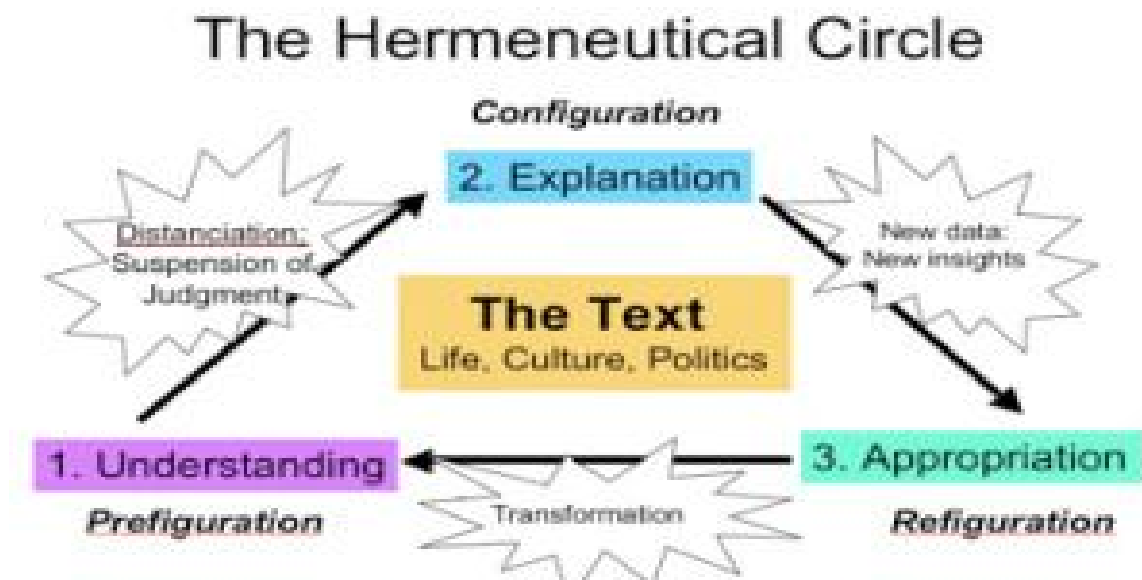 The Hermeneutical Circle
Configuration
2. Explanation
Distanciation:
Suspension of
Judgment
New data:
New insights
The Text
Life, Culture, Politics
1. Understanding
3. Appropriation
Prefiguration
Transformation
Refiguration